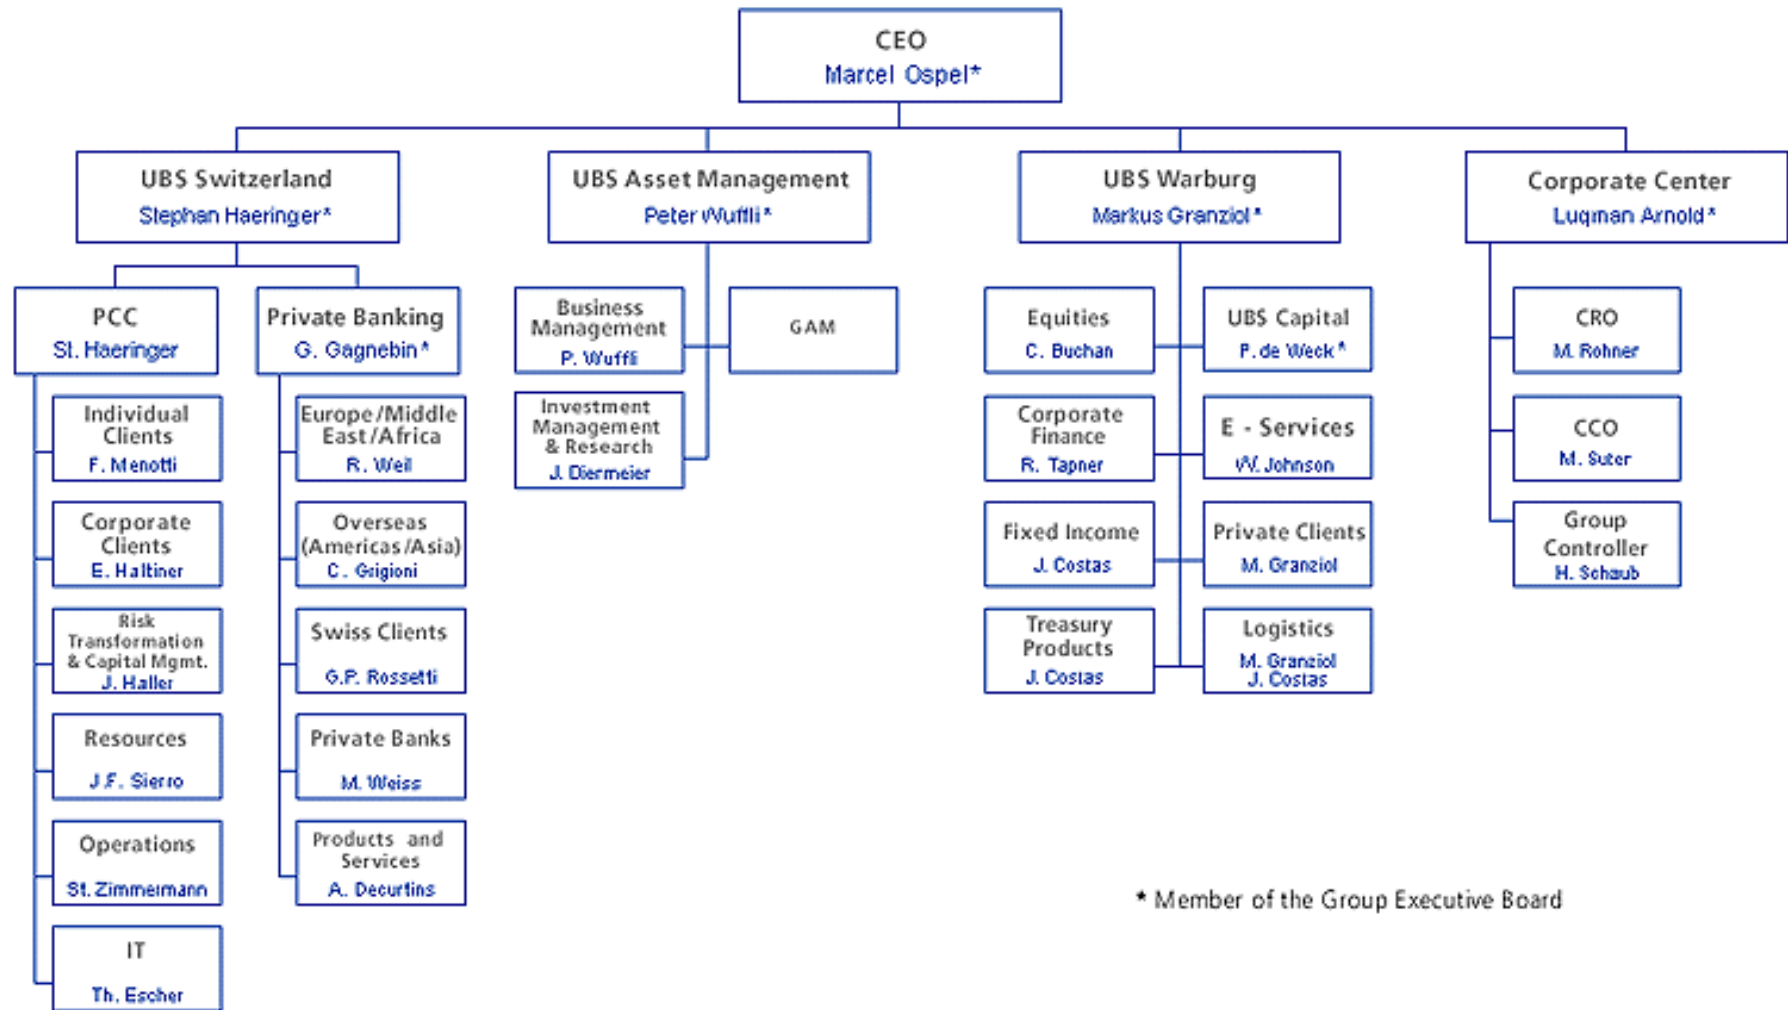 CEO
Marcel Ospel*
UBS Switzerland
Stephan Haeringer*
UBS Asset Management
Peter Wuffli*
UBS Warburg
Markus Granziol*
Corporate Center
Luqman Arnold*
PCC
St. Haeringer
Individual
Clients
F. Menotti
Corporate
Clients
E. Haltiner
Risk
Transformation
& Capital Mgmt.
J. Haller
Resources
J.F. Sierro
Operations
St. Zimmermann
IT
Th. Escher
Private Banking
G. Gagnebin*
Europe/Middle
East/Africa
R. Weil
Overseas
(Americas/Asia)
C. Grigioni
Swiss Clients
G.P. Rossetti
Private Banks
M. Weiss
Products and
Services
A. Decurtins
Business
Management
P. Wuffli
GAM
Investment
Management
& Research
J. Diermeier
Equities
C. Buchan
UBS Capital
P. de Weck*
Corporate
Finance
R. Tapner
E - Services
W. Johnson
Fixed Income
J. Costas
Private Clients
M. Granziol
Treasury
Products
J. Costas
Logistics
M. Granziol
J. Costas
CRO
M. Rohner
CCO
M. Suter
Group
Controller
H. Schaub
* Member of the Group Executive Board